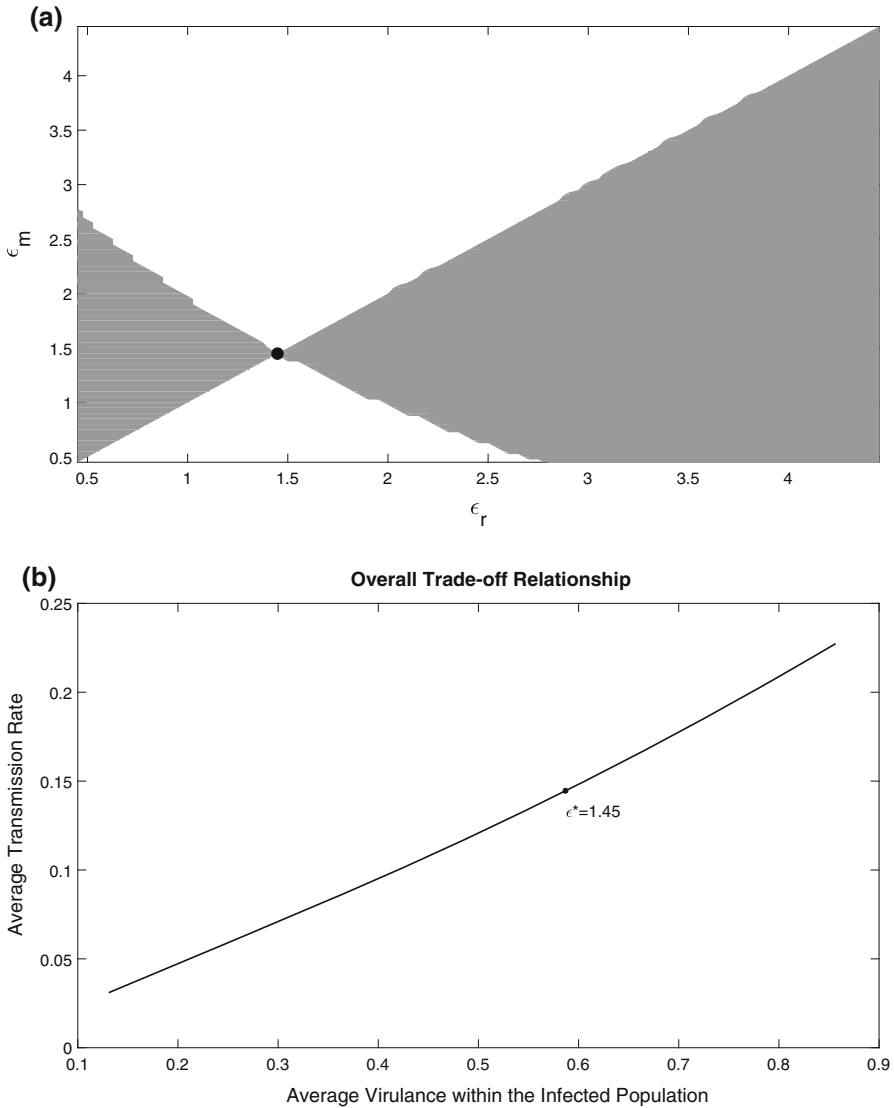 (a)
4
3.5
3
2.5
2
1.5
1
0.5
ϵm
0.5 1 1.5 2 2.5 3 3.5 4
ϵr
(b)
Overall Trade-off Relationship
0.25
0.2
0.15
0.1
0.05
0
Average Transmission Rate
ϵ*=1.45
0.1 0.2 0.3 0.4 0.5 0.6 0.7 0.8 0.9
Average Virulance within the Infected Population